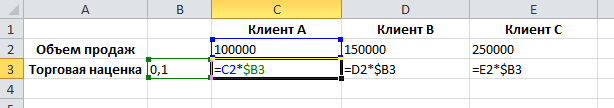 A B C D E
1 Клиент А Клиент В Клиент С
2 Объем продаж 100000 150000 250000
3 Торговая наценка 0,1 =C2*$B3 =D2*$B3 =E2*$B3
4